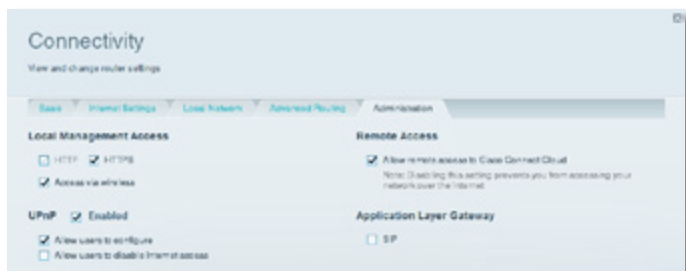 Connectivity
View and change router settings
Basic Internet Settings Local Network Advanced Routing Administration
Local Management Access
HTTP HTTPS
Access via wireless
UPnP Enabled
Allow users to configure
Allow users to disable Internet access
Remote Access
Allow remote access to Cisco Connect Cloud
Note: Disabling this setting prevents you from accessing your
network over the Internet
Application Layer Gateway
SIP